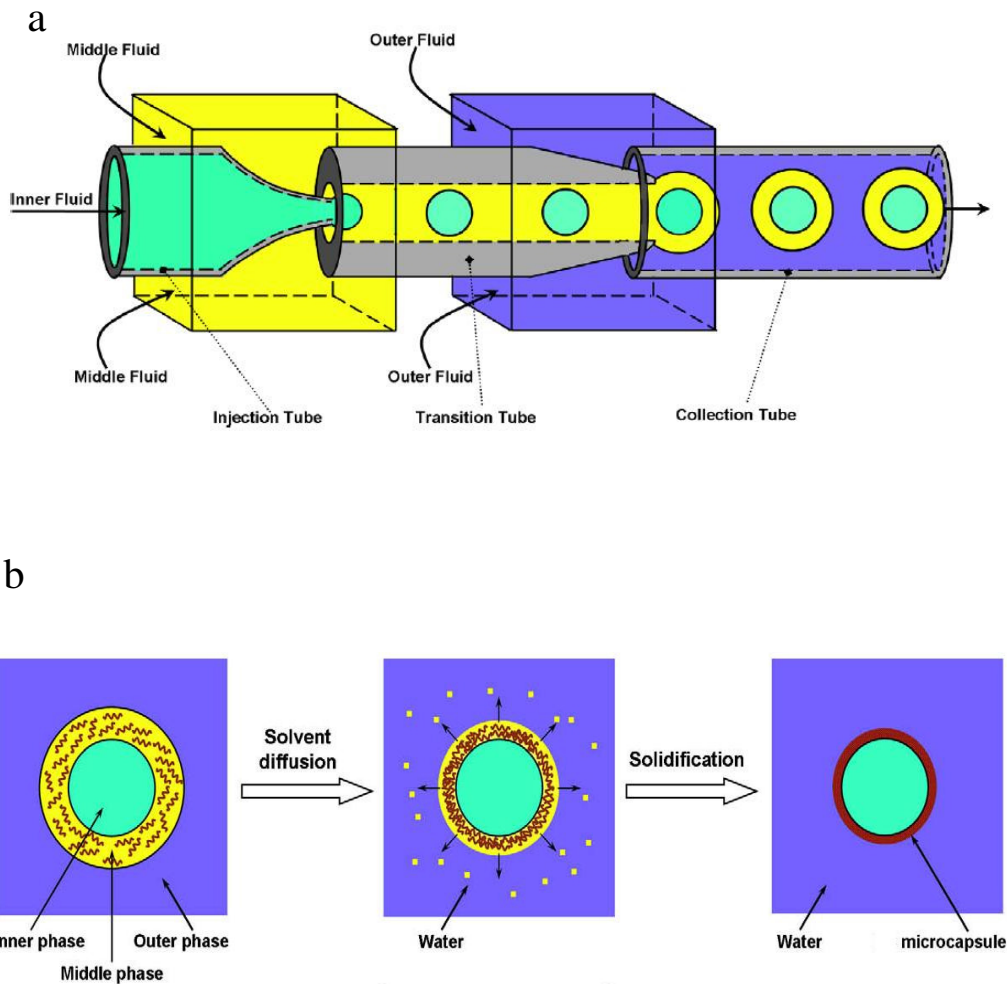 a
Middle Fluid
Outer Fluid
Inner Fluid
Middle Fluid
Outer Fluid
Injection Tube
Transition Tube
Collection Tube
b
Solvent
diffusion
Solidification
nner phase
Outer phase
Middle phase
Water
Water
microcapsule